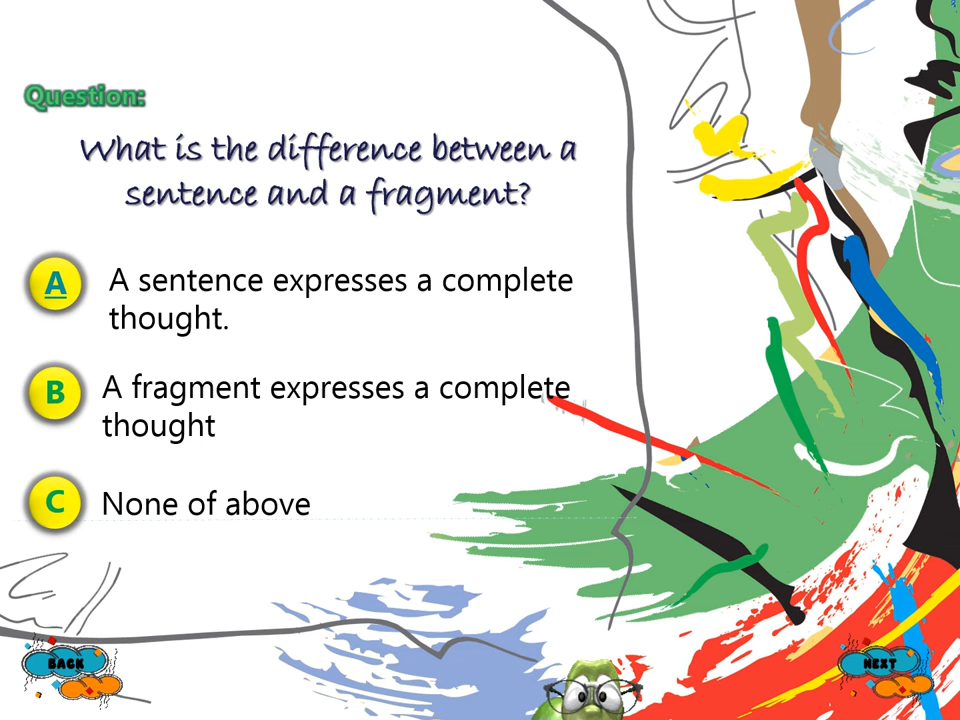 Question:
What is the difference between a
sentence and a fragment?
A A sentence expresses a complete
thought.
B A fragment expresses a complete
thought
C None of above
BACK
NEXT